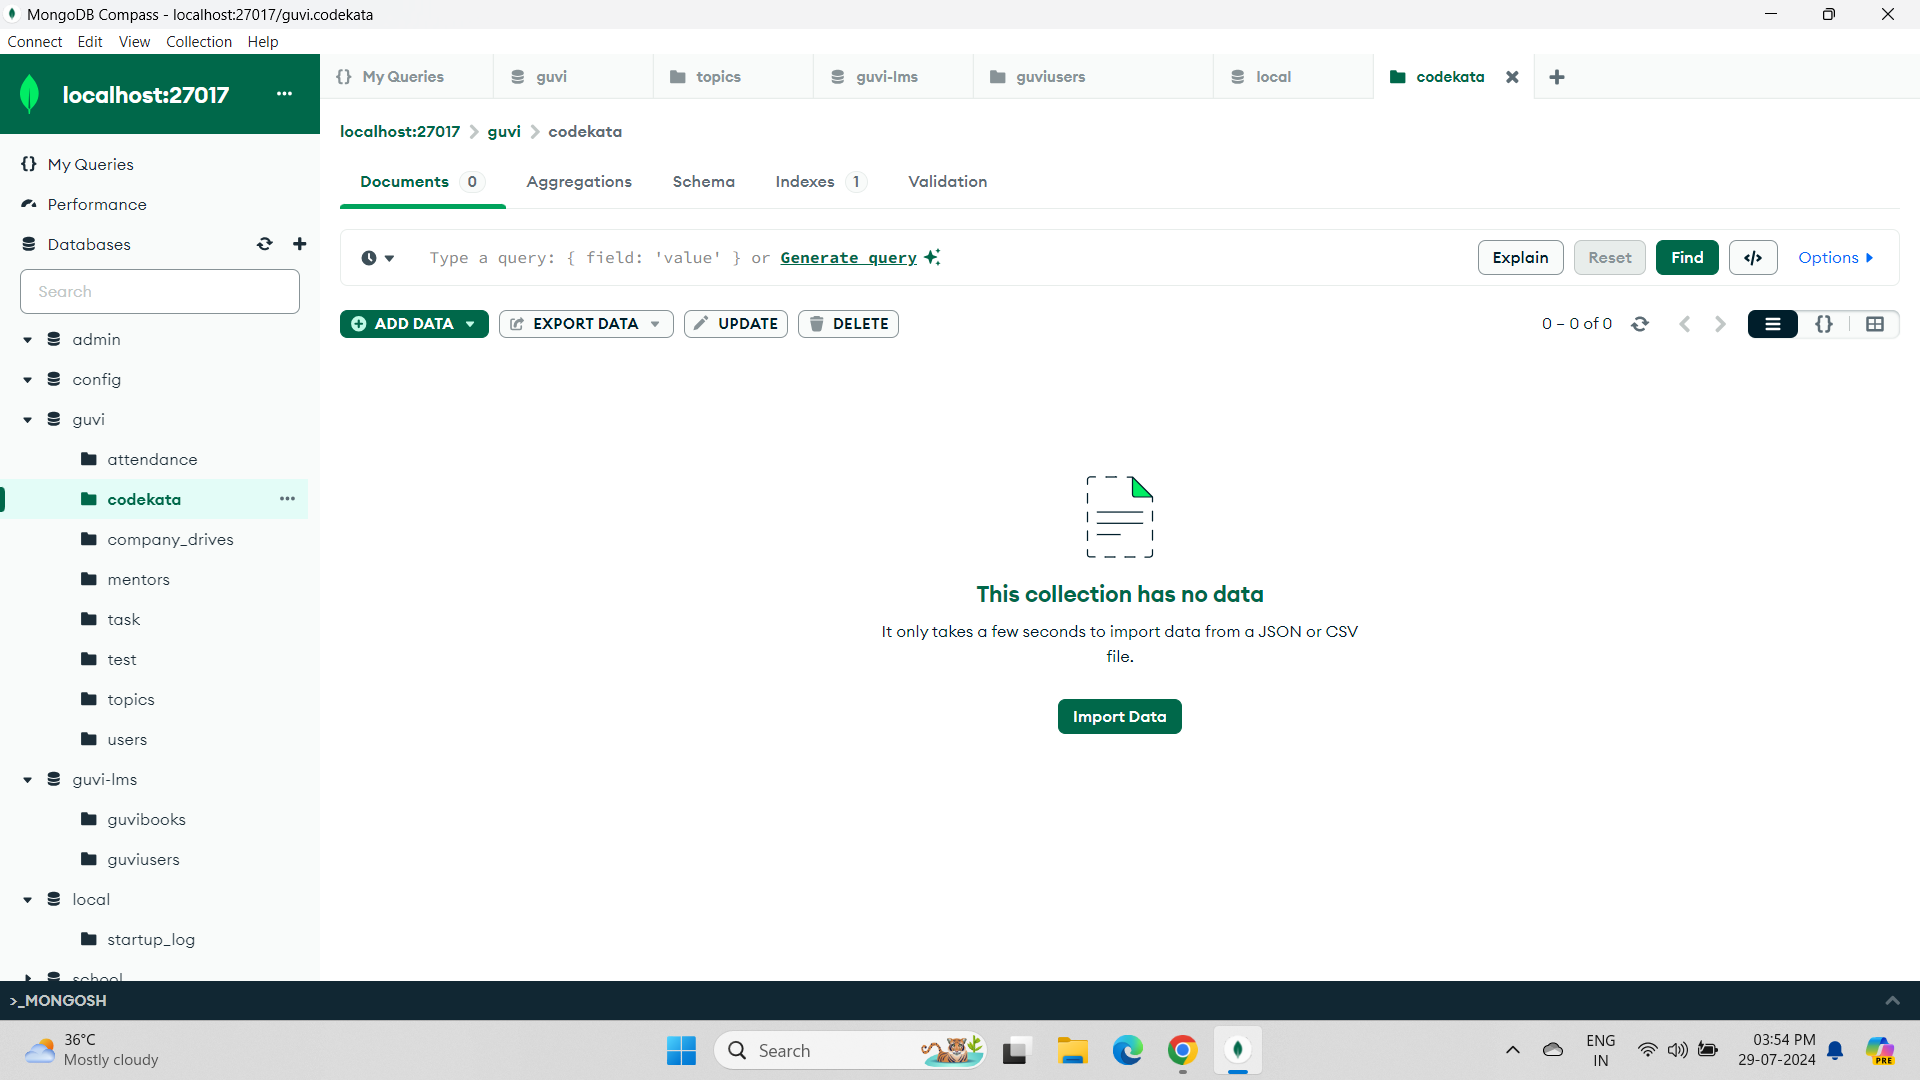 MongoDB Compass - localhost:27017/guvi.codekata
Connect Edit View Collection Help
localhost:27017
My Queries guvi topics guvi-lms guviusers local codekata
localhost:27017 guvi codekata
My Queries
Performance
Databases
Search
admin
config
guvi
attendance
codekata
company_drives
mentors
task
test
topics
users
guvi-lms
guvibooks
guviusers
local
startup_log
school
Documents 0 Aggregations Schema Indexes 1 Validation
Type a query: { field: 'value' } or Generate query
Explain Reset Find </> Options
ADD DATA EXPORT DATA UPDATE DELETE
0 – 0 of 0
This collection has no data
It only takes a few seconds to import data from a JSON or CSV
file.
Import Data
>_MONGOSH
36°C
Mostly cloudy
Search
ENG
IN
03:54 PM
29-07-2024
PRE